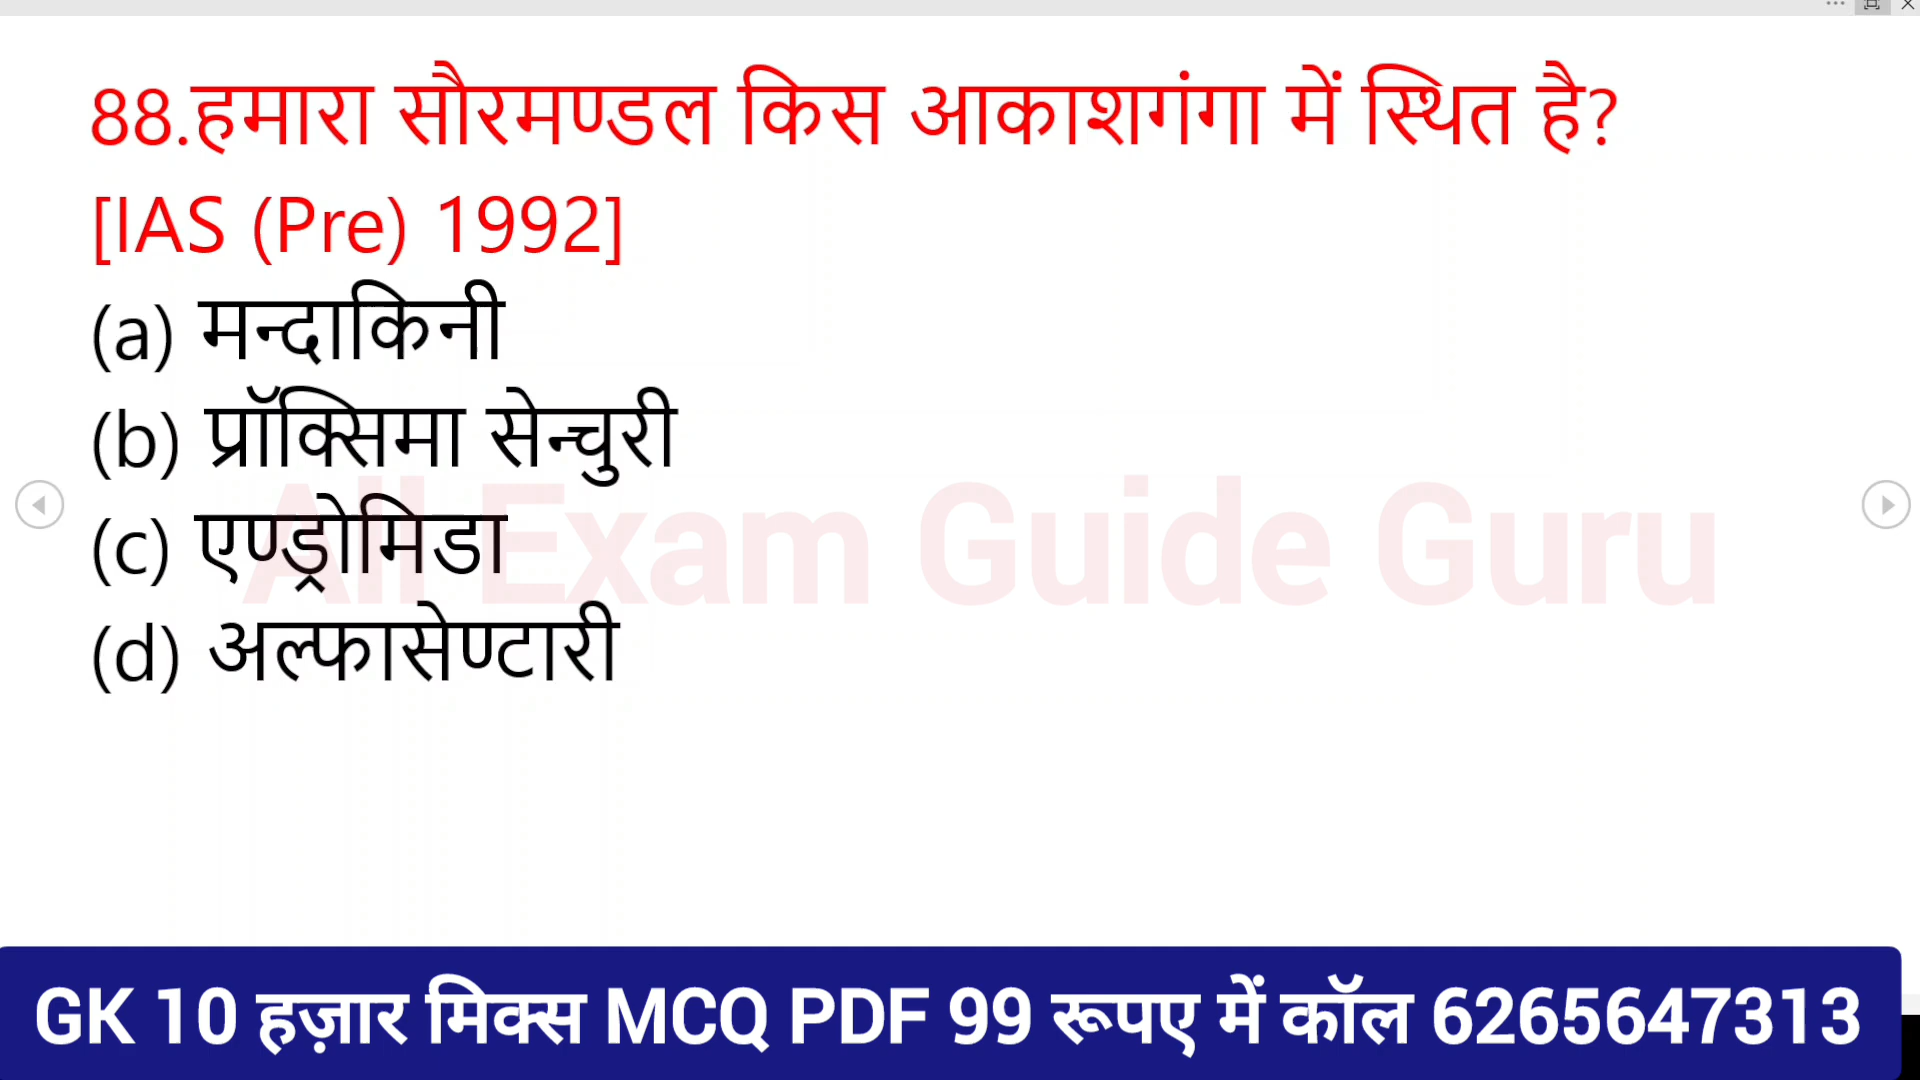 88.हमारा सौरमण्डल किस आकाशगंगा में स्थित है?
[IAS (Pre) 1992]
(a) मन्दाकिनी
(b) प्रॉक्सिमा सेन्चुरी
(c) एण्ड्रोमिडा
(d) अल्फासेण्टारी
All Exam Guide Guru
GK 10 हज़ार मिक्स MCQ PDF 99 रूपए में कॉल 6265647313